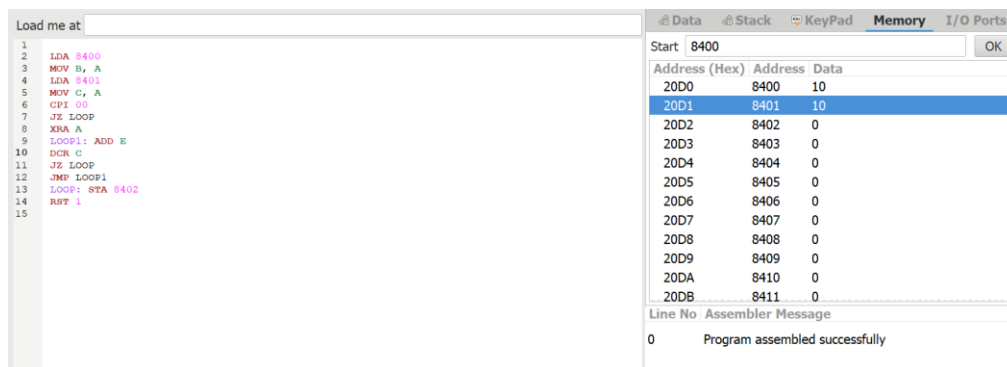 Load me at
1
2 LDA 8400
3 MOV B, A
4 LDA 8401
5 MOV C, A
6 CPI 00
7 JZ LOOP
8 XRA A
9 LOOP1: ADD E
10 DCR C
11 JZ LOOP
12 JMP LOOP1
13 LOOP: STA 8402
14 RST 1
15
Data Stack KeyPad Memory I/O Ports
Start 8400 OK
Address (Hex) Address Data
20D0 8400 10
20D1 8401 10
20D2 8402 0
20D3 8403 0
20D4 8404 0
20D5 8405 0
20D6 8406 0
20D7 8407 0
20D8 8408 0
20D9 8409 0
20DA 8410 0
20DB 8411 0
Line No Assembler Message
0 Program assembled successfully